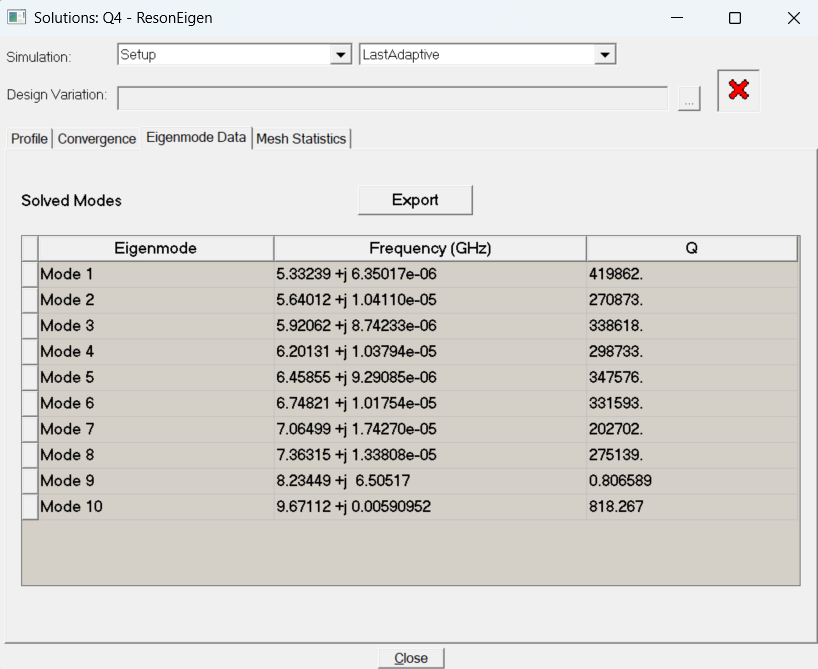 Solutions: Q4 - ResonEigen
Simulation: Setup LastAdaptive
Design Variation: ...
Profile Convergence Eigenmode Data Mesh Statistics
Solved Modes Export
Eigenmode Frequency (GHz) Q
Mode 1 5.33239 +j 6.35017e-06 419862.
Mode 2 5.64012 +j 1.04110e-05 270873.
Mode 3 5.92062 +j 8.74233e-06 338618.
Mode 4 6.20131 +j 1.03794e-05 298733.
Mode 5 6.45855 +j 9.29085e-06 347576.
Mode 6 6.74821 +j 1.01754e-05 331593.
Mode 7 7.06499 +j 1.74270e-05 202702.
Mode 8 7.36315 +j 1.33808e-05 275139.
Mode 9 8.23449 +j 6.50517 0.806589
Mode 10 9.67112 +j 0.00590952 818.267
Close